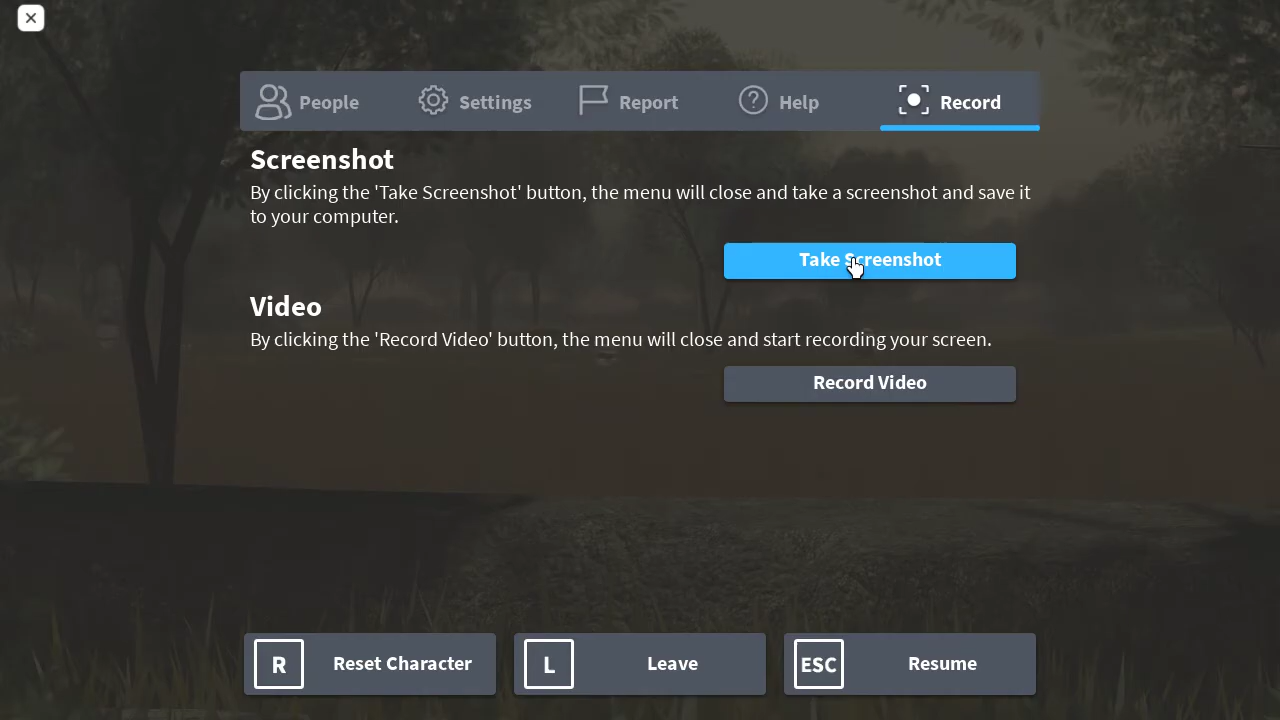 People
Settings
Report
Help
Record
Screenshot
By clicking the 'Take Screenshot' button, the menu will close and take a screenshot and save it
to your computer.
Take Screenshot
Video
By clicking the 'Record Video' button, the menu will close and start recording your screen.
Record Video
R
Reset Character
L
Leave
ESC
Resume